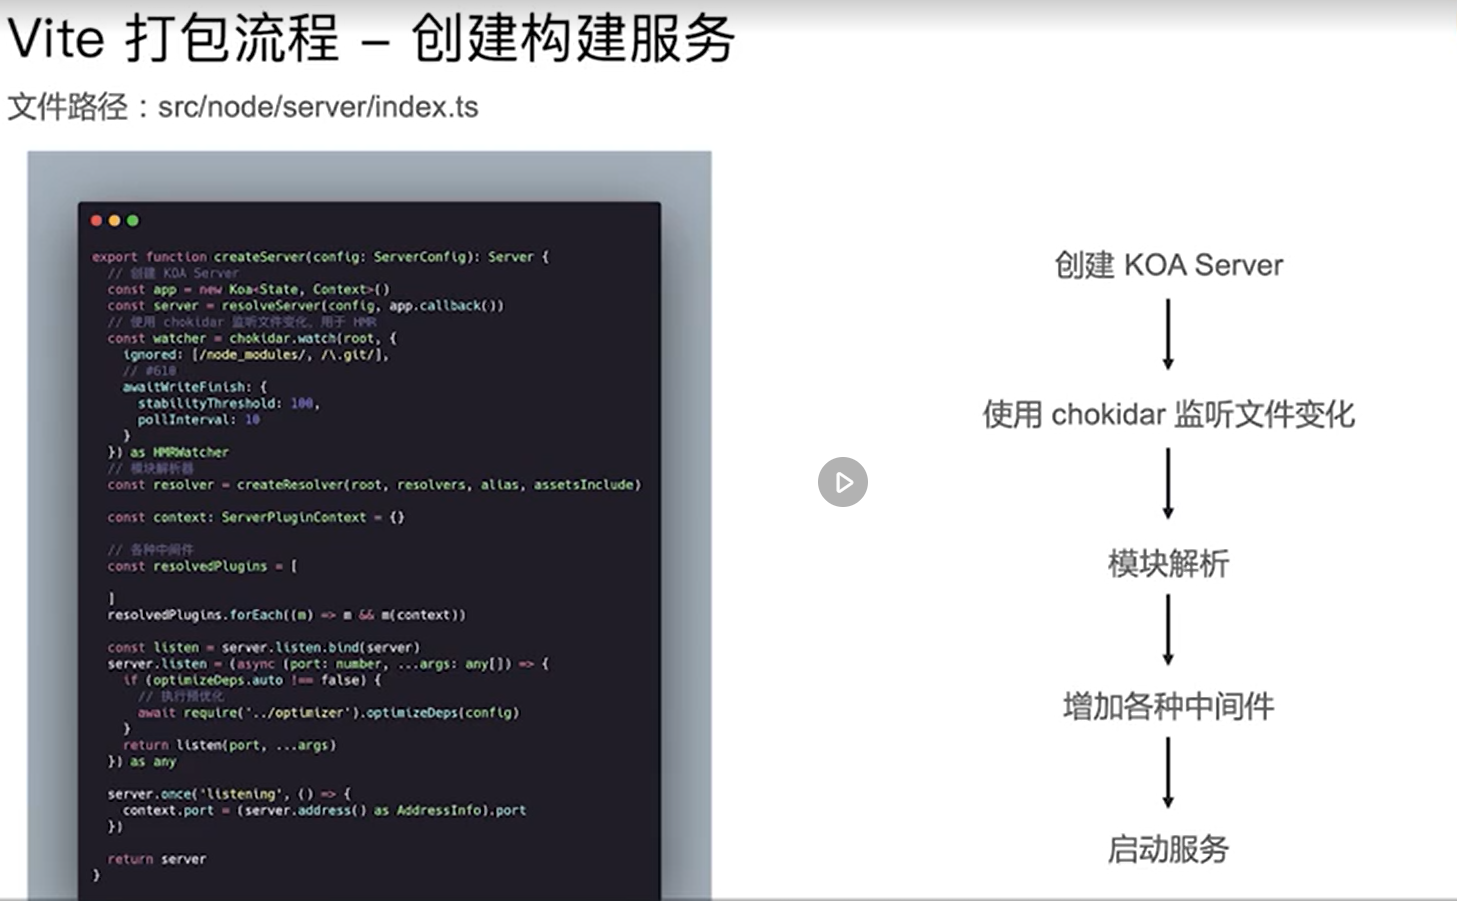 Vite 打包流程 – 创建构建服务
文件路径：src/node/server/index.ts
export function createServer(config: ServerConfig): Server {
// 创建 KOA Server
const app = new Koa<State, Context>()
const server = resolveServer(config, app.callback())
// 使用 chokidar 监听文件变化，用于 HMR
const watcher = chokidar.watch(root, {
ignored: [/node_modules/, /\.git/],
// #610
awaitWriteFinish: {
stabilityThreshold: 100,
pollInterval: 10
}
}) as HMRWatcher
// 模块解析器
const resolver = createResolver(root, resolvers, alias, assetsInclude)
const context: ServerPluginContext = {}
// 各种中间件
const resolvedPlugins = [
]
resolvedPlugins.forEach((m) => m && m(context))
const listen = server.listen.bind(server)
server.listen = (async (port: number, ...args: any[]) => {
if (optimizeDeps.auto !== false) {
// 执行预优化
await require('../optimizer').optimizeDeps(config)
}
return listen(port, ...args)
}) as any
server.once('listening', () => {
context.port = (server.address() as AddressInfo).port
})
return server
}
创建 KOA Server
使用 chokidar 监听文件变化
模块解析
增加各种中间件
启动服务